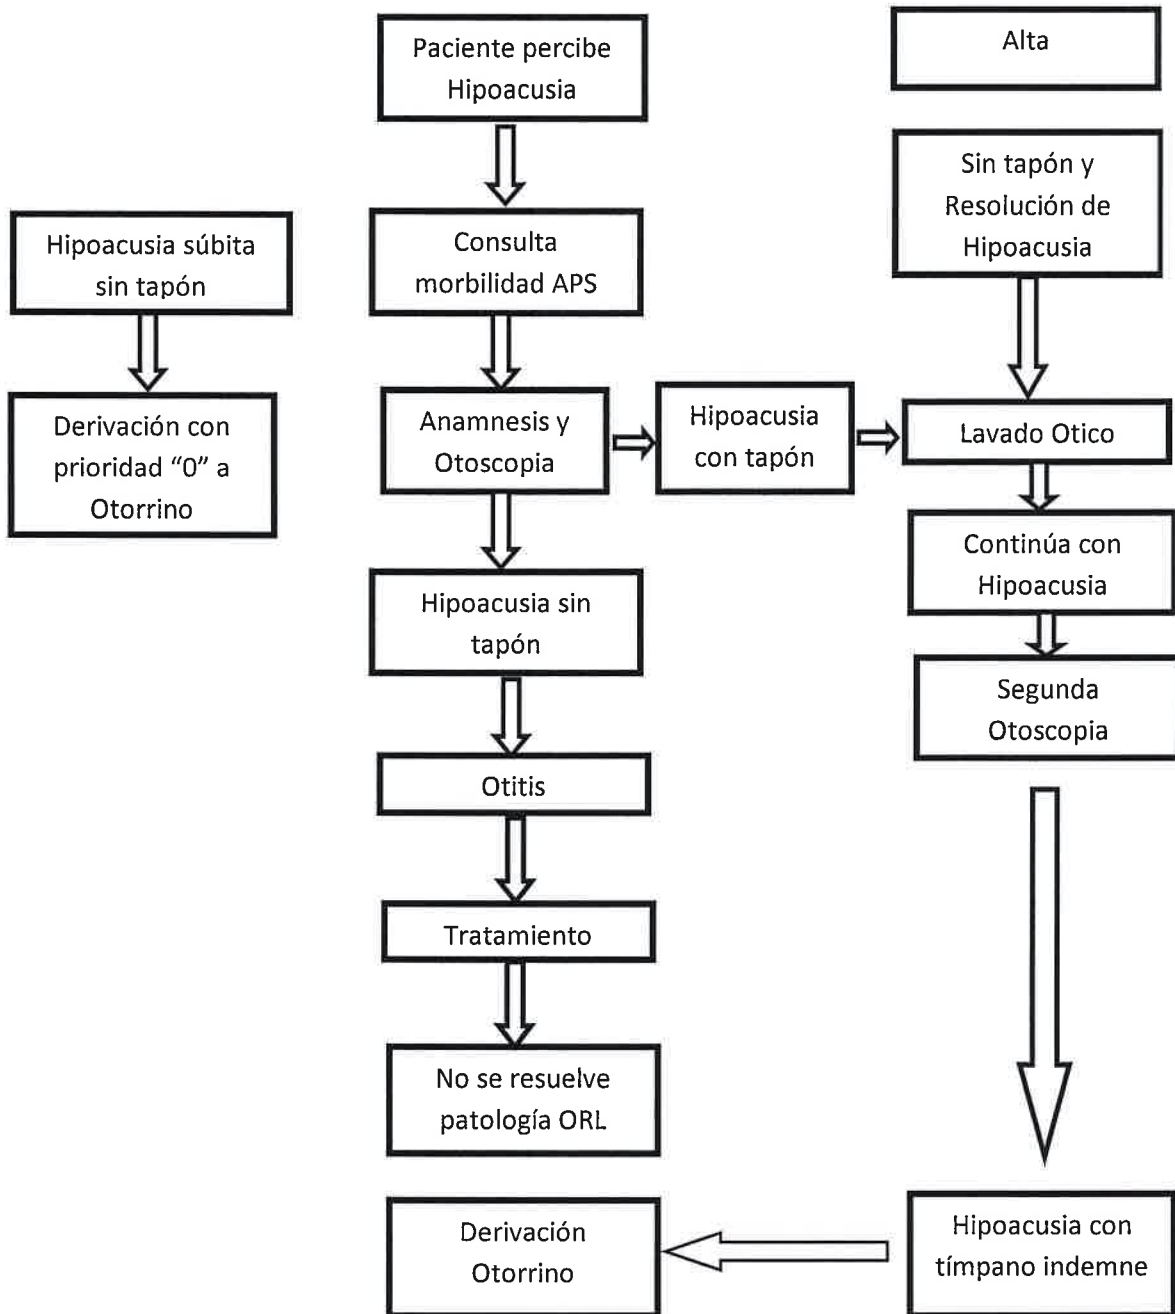 Paciente percibe
Hipoacusia
Alta
Sin tapón y
Resolución de
Hipoacusia
Hipoacusia súbita
sin tapón
Consulta
morbilidad APS
Derivación con
prioridad “0” a
Otorrino
Anamnesis y
Otoscopia
Hipoacusia
con tapón
Lavado Otico
Continúa con
Hipoacusia
Hipoacusia sin
tapón
Segunda
Otoscopia
Otitis
Tratamiento
No se resuelve
patología ORL
Derivación
Otorrino
Hipoacusia con
tímpano indemne